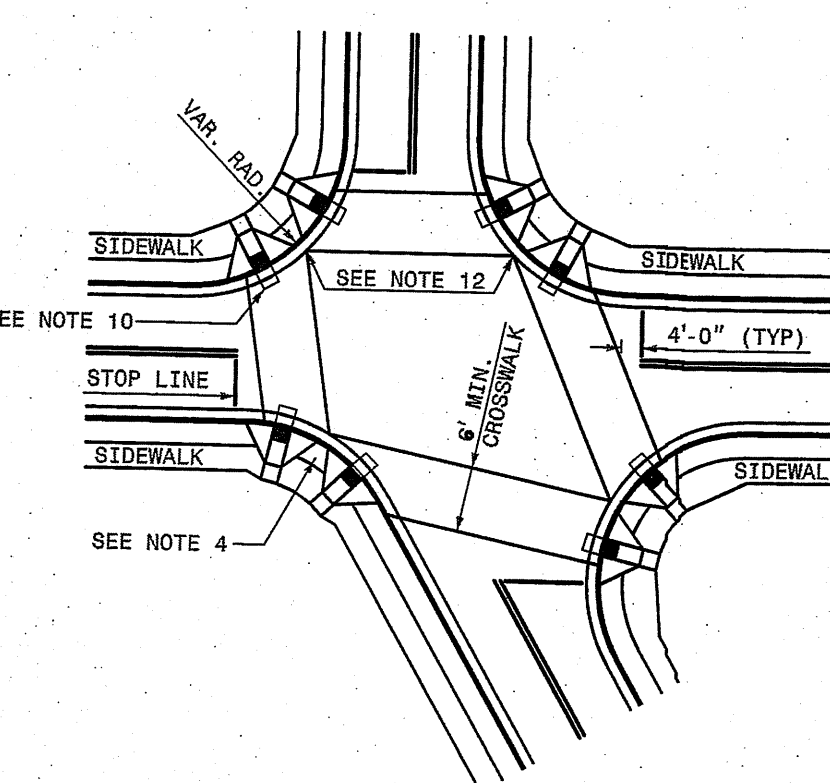 VAR. RAD.
SIDEWALK
SEE NOTE 12
SIDEWALK
EE NOTE 10
4'-0" (TYP)
STOP LINE
6' MIN.
CROSSWALK
SIDEWALK
SIDEWAL
SEE NOTE 4